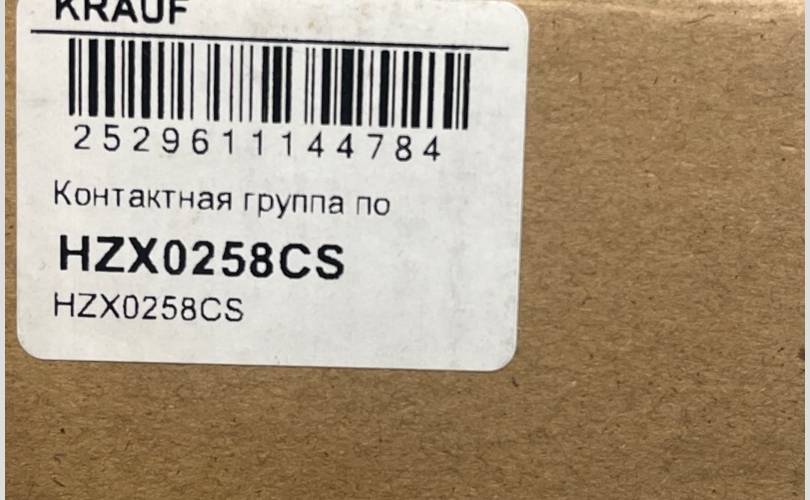 KRAUF
2529611144784
Контактная группа по
HZX0258CS
HZX0258CS